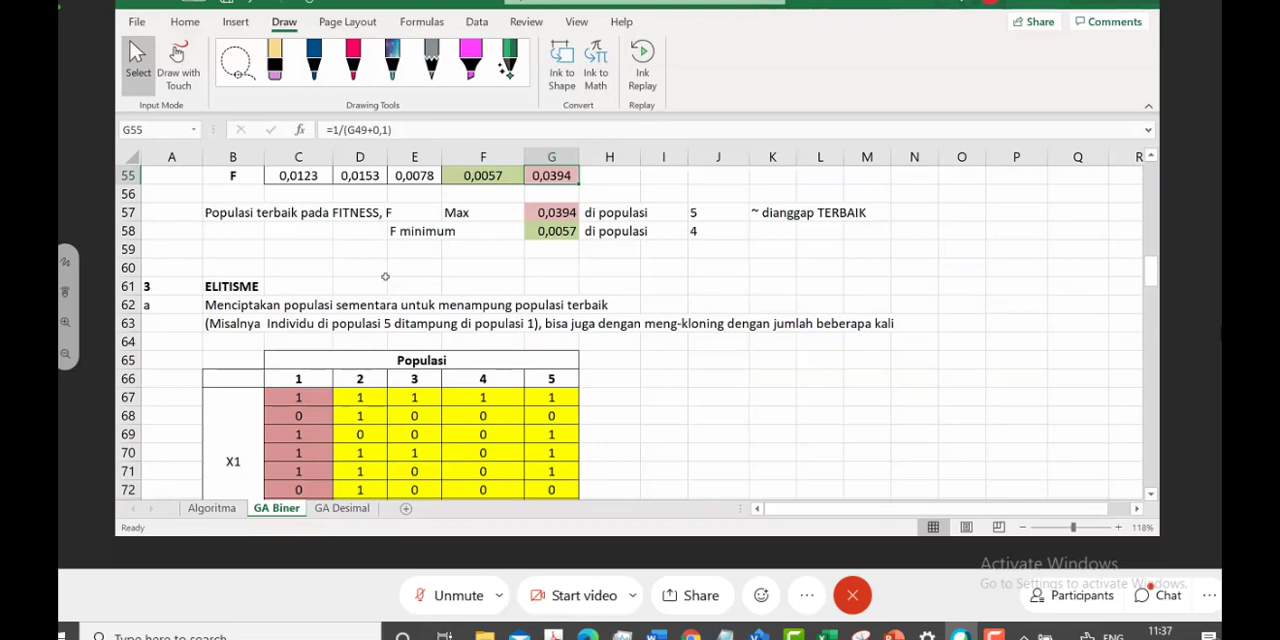 File Home Insert Draw Page Layout Formulas Data Review View Help Share Comments
Select Draw with Touch Ink to Shape Ink to Math Ink Replay
Input Mode Drawing Tools Convert Replay
G55 fx =1/(G49+0,1)
A B C D E F G H I J K L M N O P Q R
55 F 0,0123 0,0153 0,0078 0,0057 0,0394
56
57 Populasi terbaik pada FITNESS, F Max 0,0394 di populasi 5 ~ dianggap TERBAIK
58 F minimum 0,0057 di populasi 4
59
60
61 3 ELITISME
62 a Menciptakan populasi sementara untuk menampung populasi terbaik
63 (Misalnya Individu di populasi 5 ditampung di populasi 1), bisa juga dengan meng-kloning dengan jumlah beberapa kali
64
65 Populasi
66 1 2 3 4 5
67 1 1 1 1 1
68 0 1 0 0 0
69 1 0 0 0 1
70 1 1 1 0 1
71 X1 1 1 0 0 1
72 0 1 0 0 0
Algoritma GA Biner GA Desimal
Ready 118%
Activate Windows
Go to Settings to activate Windows.
Unmute Start video Share Participants Chat
Type here to search ENG 11:37